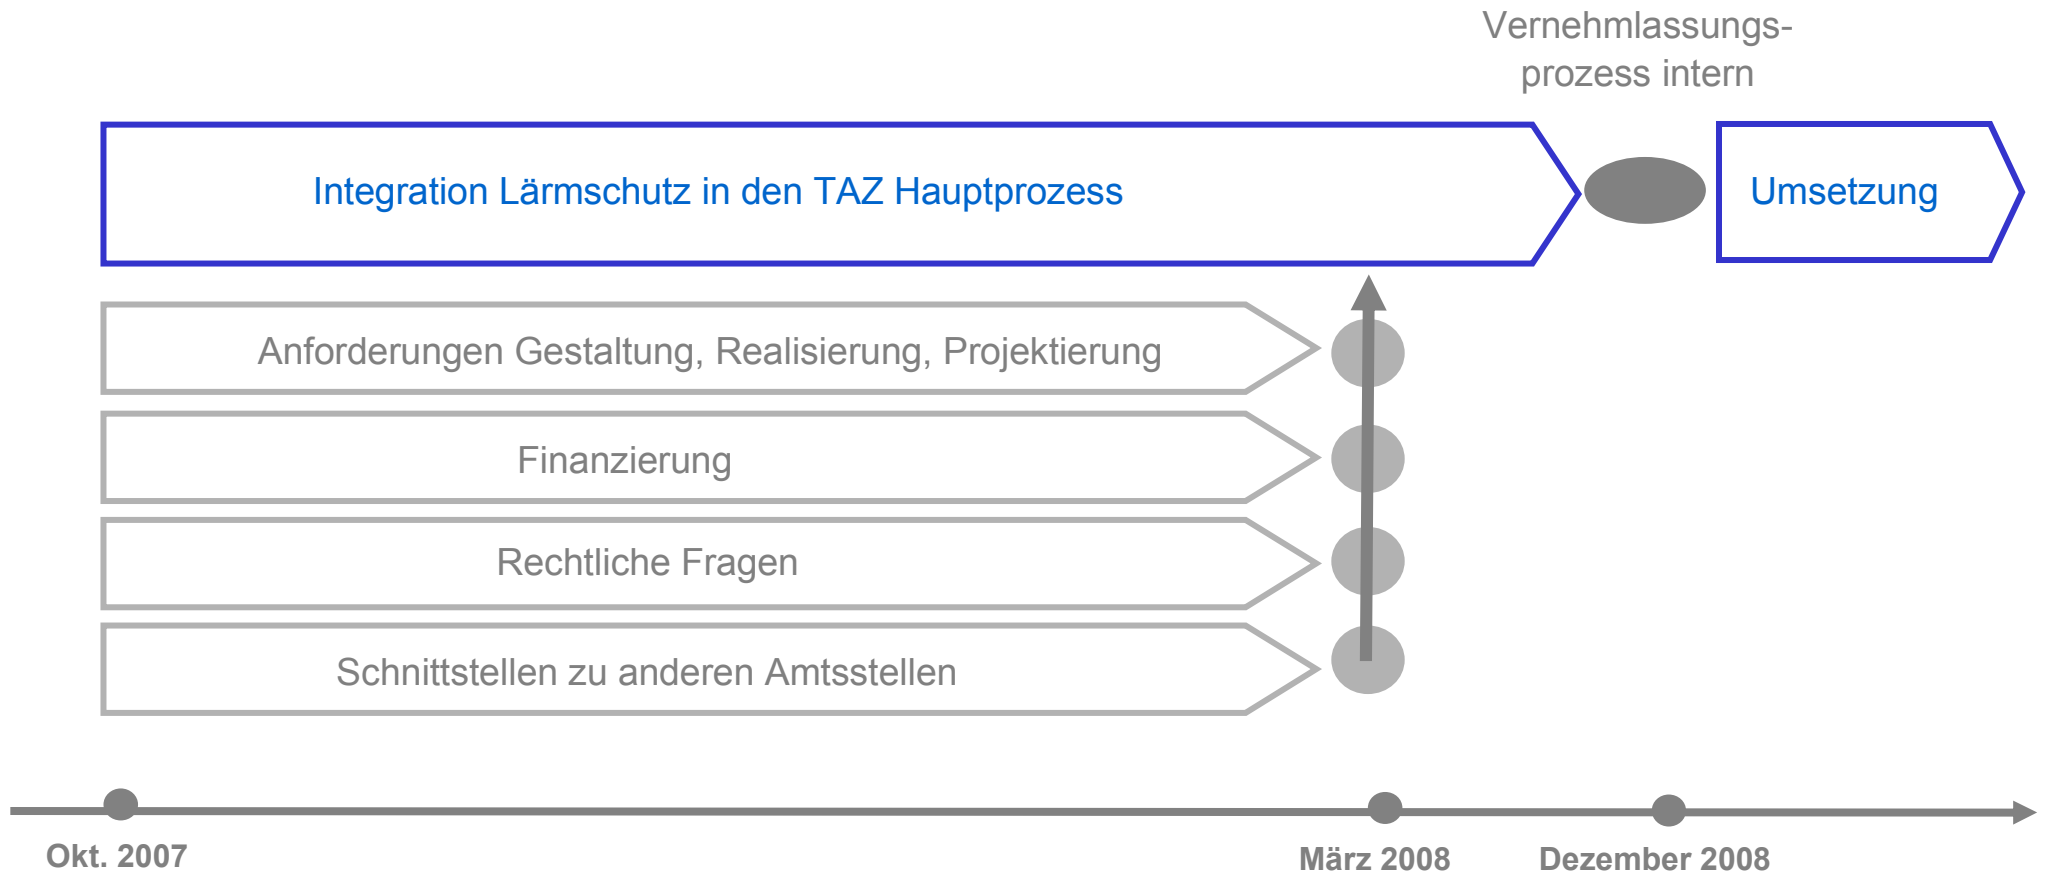 Vernehmlassungs-
prozess intern
Integration Lärmschutz in den TAZ Hauptprozess
Umsetzung
Anforderungen Gestaltung, Realisierung, Projektierung
Finanzierung
Rechtliche Fragen
Schnittstellen zu anderen Amtsstellen
Okt. 2007
März 2008
Dezember 2008